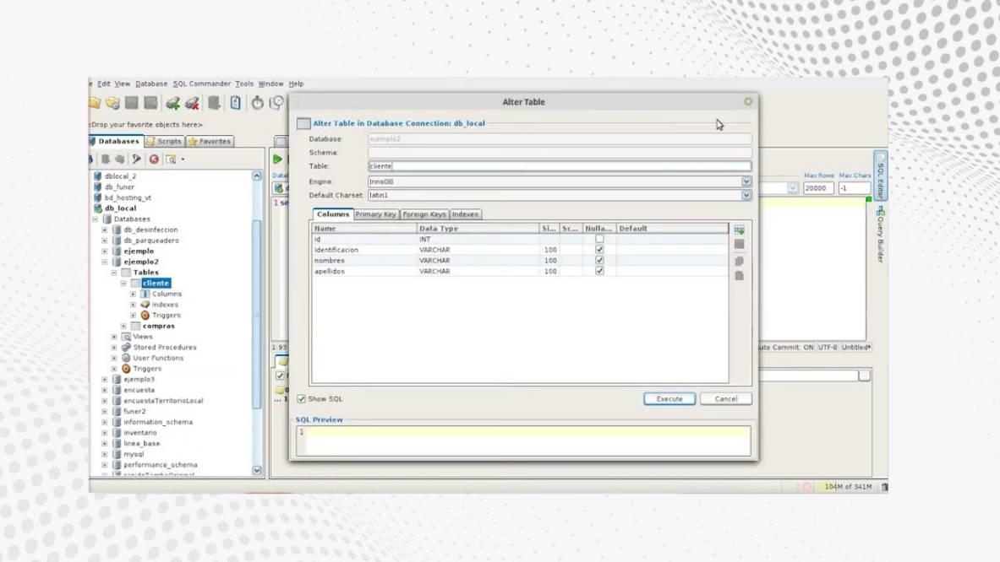 e Edit View Database SQL Commander Tools Window Help
Drop your favorite objects here>
Databases Scripts Favorites
dblocal_2
db_funer
bd_hosting_vt
db_local
Databases
db_desinfeccion
db_parqueadero
ejemplo
ejemplo2
Tables
cliente
Columns
Indexes
Triggers
compras
Views
Stored Procedures
User Functions
Triggers
ejemplo3
encuesta
encuestaTerritorioLocal
funer2
information_schema
inventario
linea_base
mysql
performance_schema
Alter Table
Alter Table in Database Connection: db_local
Database: ejemplo2
Schema:
Table: cliente
Engine: InnoDB
Default Charset: latin1
Columns Primary Key Foreign Keys Indexes
Name Data Type Si... Sc... Nulla... Default
id INT
Identificacion VARCHAR 100
nombres VARCHAR 100
apellidos VARCHAR 100
Show SQL Execute Cancel
SQL Preview
1
Max Rows Max Chars
20000 -1
1 se
SQL Editor
Query Builder
1:93
uto Commit: ON UTF-8 Untitled*
104M of 341M